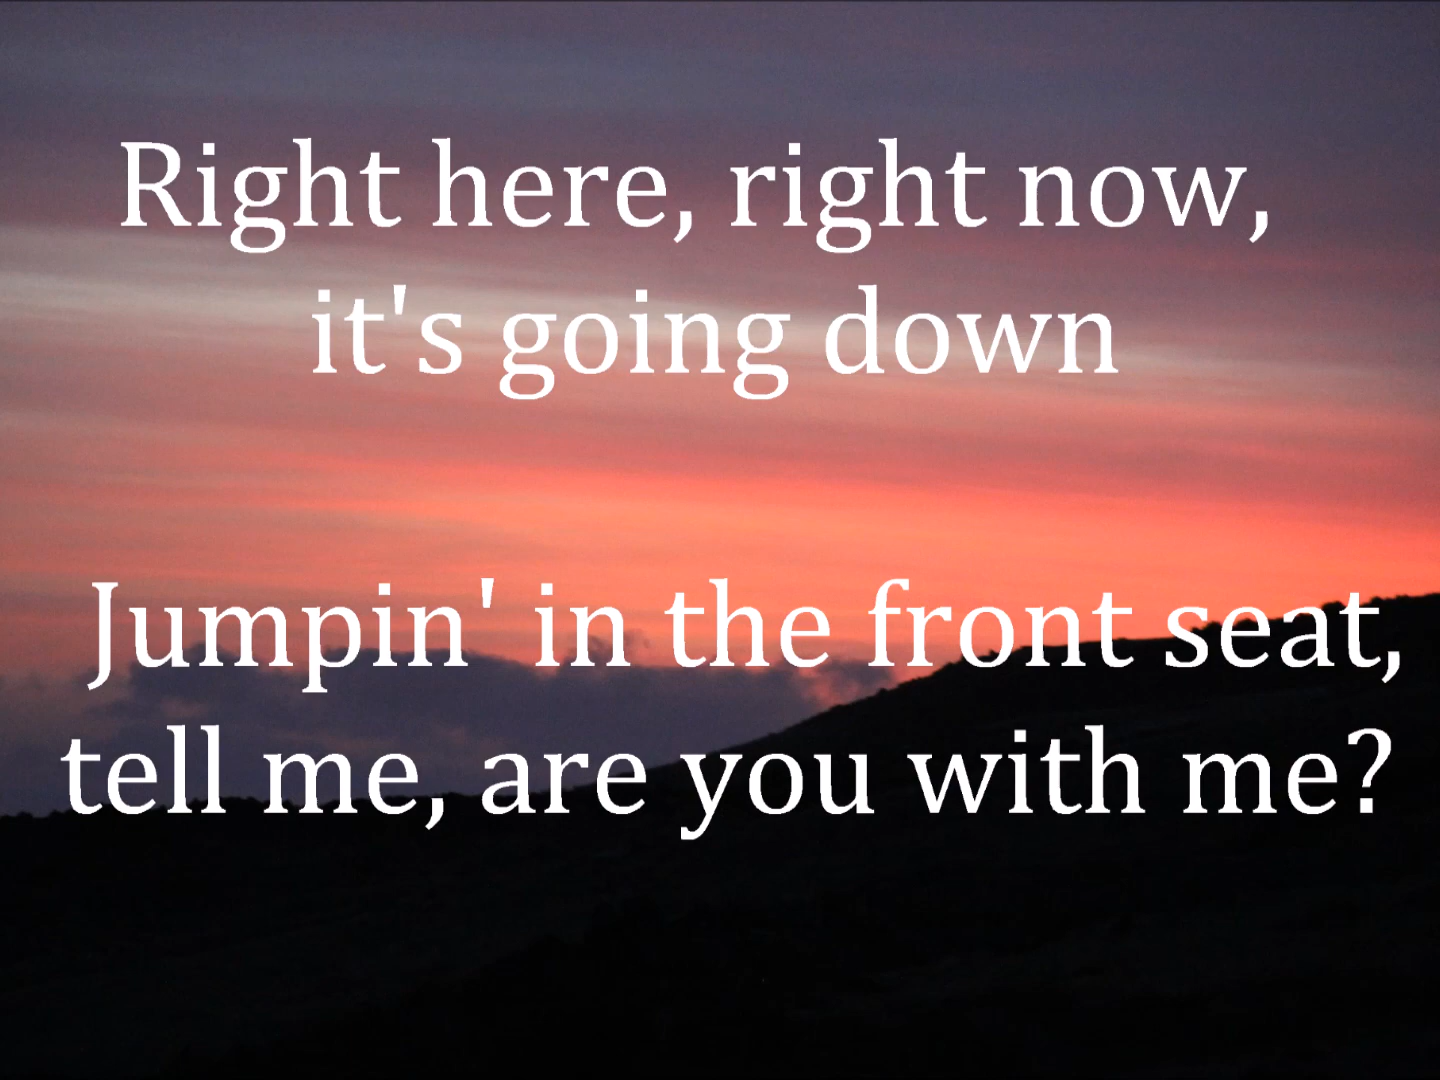 Right here, right now,
it's going down
Jumpin' in the front seat,
tell me, are you with me?